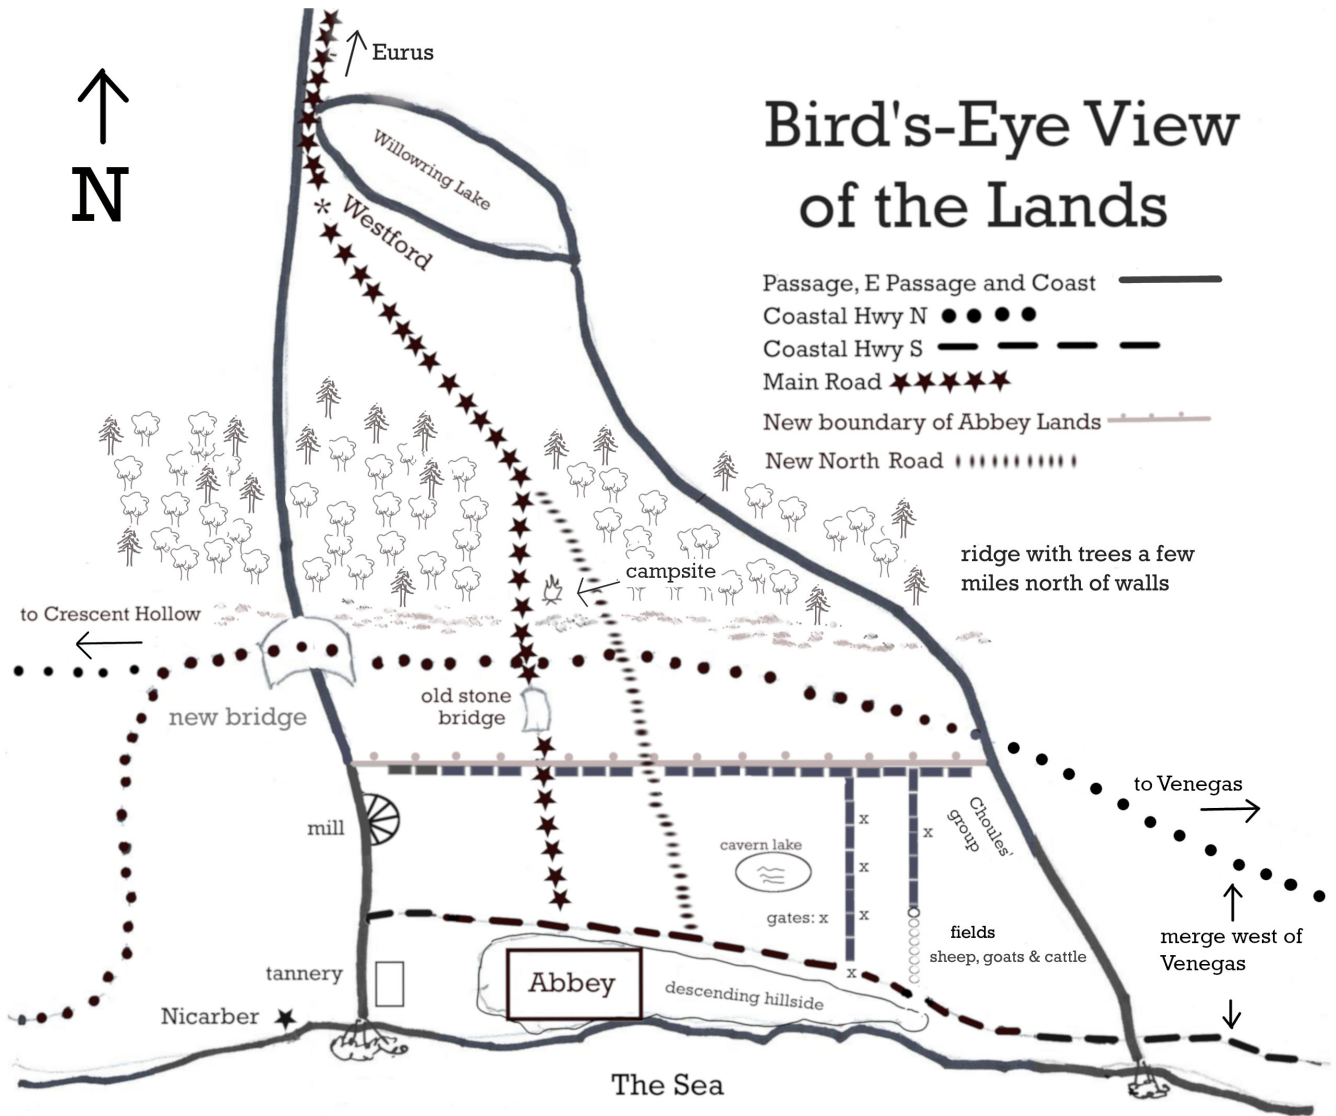 Eurus
N
Bird's-Eye View
of the Lands
Willowring Lake
Westford
Passage, E Passage and Coast
Coastal Hwy N
Coastal Hwy S
Main Road
New boundary of Abbey Lands
New North Road
ridge with trees a few
miles north of walls
campsite
to Crescent Hollow
old stone
bridge
new bridge
to Venegas
mill
Choules'
group
cavern lake
x
x
x
gates: x
x
x
fields
sheep, goats & cattle
merge west of
Venegas
tannery
Abbey
descending hillside
Nicarber
The Sea